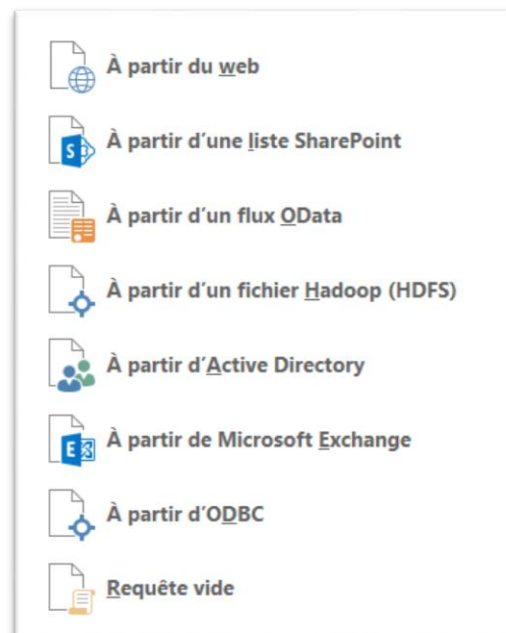 À partir du web
À partir d'une liste SharePoint
À partir d'un flux OData
À partir d'un fichier Hadoop (HDFS)
À partir d'Active Directory
À partir de Microsoft Exchange
À partir d'ODBC
Requête vide